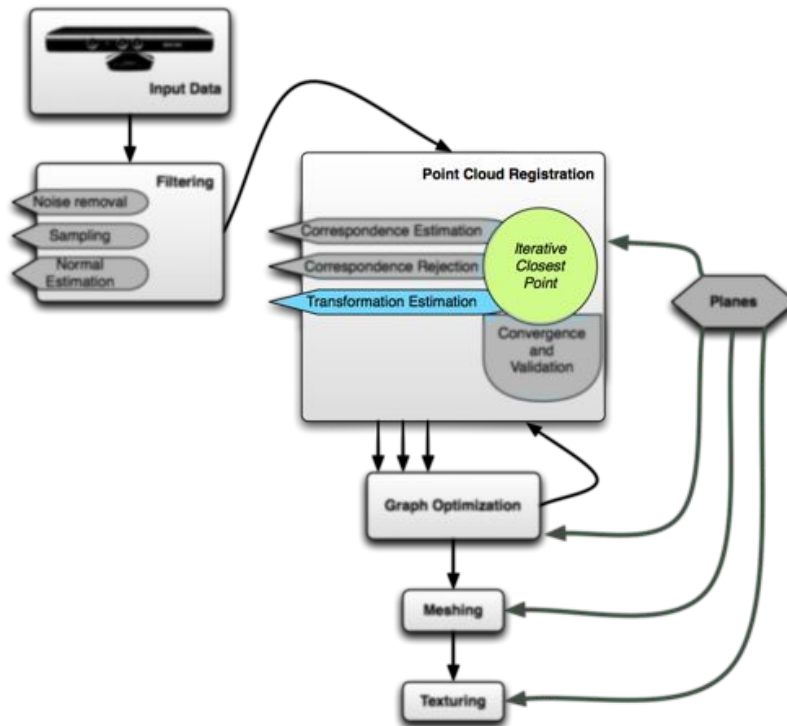 Input Data
Filtering
Noise removal
Sampling
Normal
Estimation
Point Cloud Registration
Correspondence Estimation
Correspondence Rejection
Transformation Estimation
Iterative
Closest
Point
Convergence
and
Validation
Planes
Graph Optimization
Meshing
Texturing